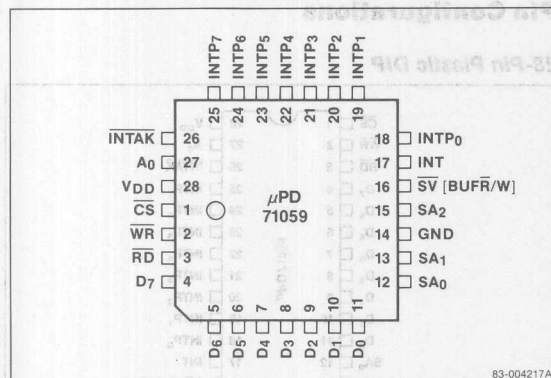 INTP7 INTP6 INTP5 INTP4 INTP3 INTP2 INTP1
25 24 23 22 21 20 19
INTAK 26
A0 27
VDD 28
CS 1
WR 2
RD 3
D7 4
μPD
71059
18 INTP0
17 INT
16 SV [BUFR/W]
15 SA2
14 GND
13 SA1
12 SA0
5 6 7 8 9 10 11
D6 D5 D4 D3 D2 D1 D0
83-004217A
Pin Configurations
25-Pin Plastic DIP